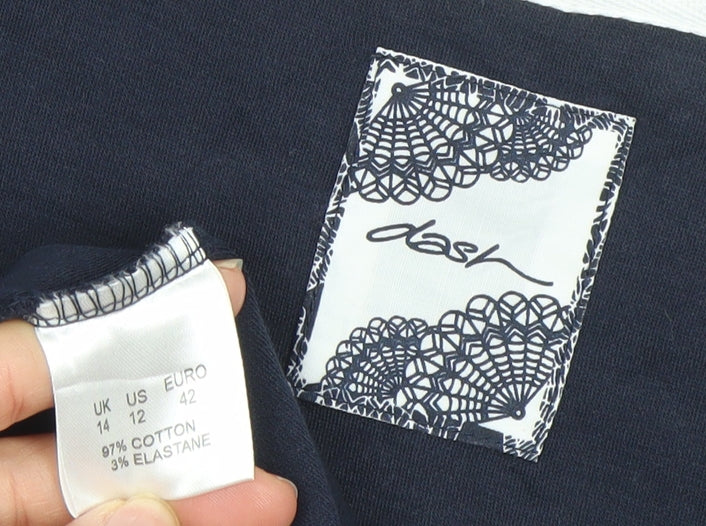 dash
UK US EURO
14 12 42
97% COTTON
3% ELASTANE